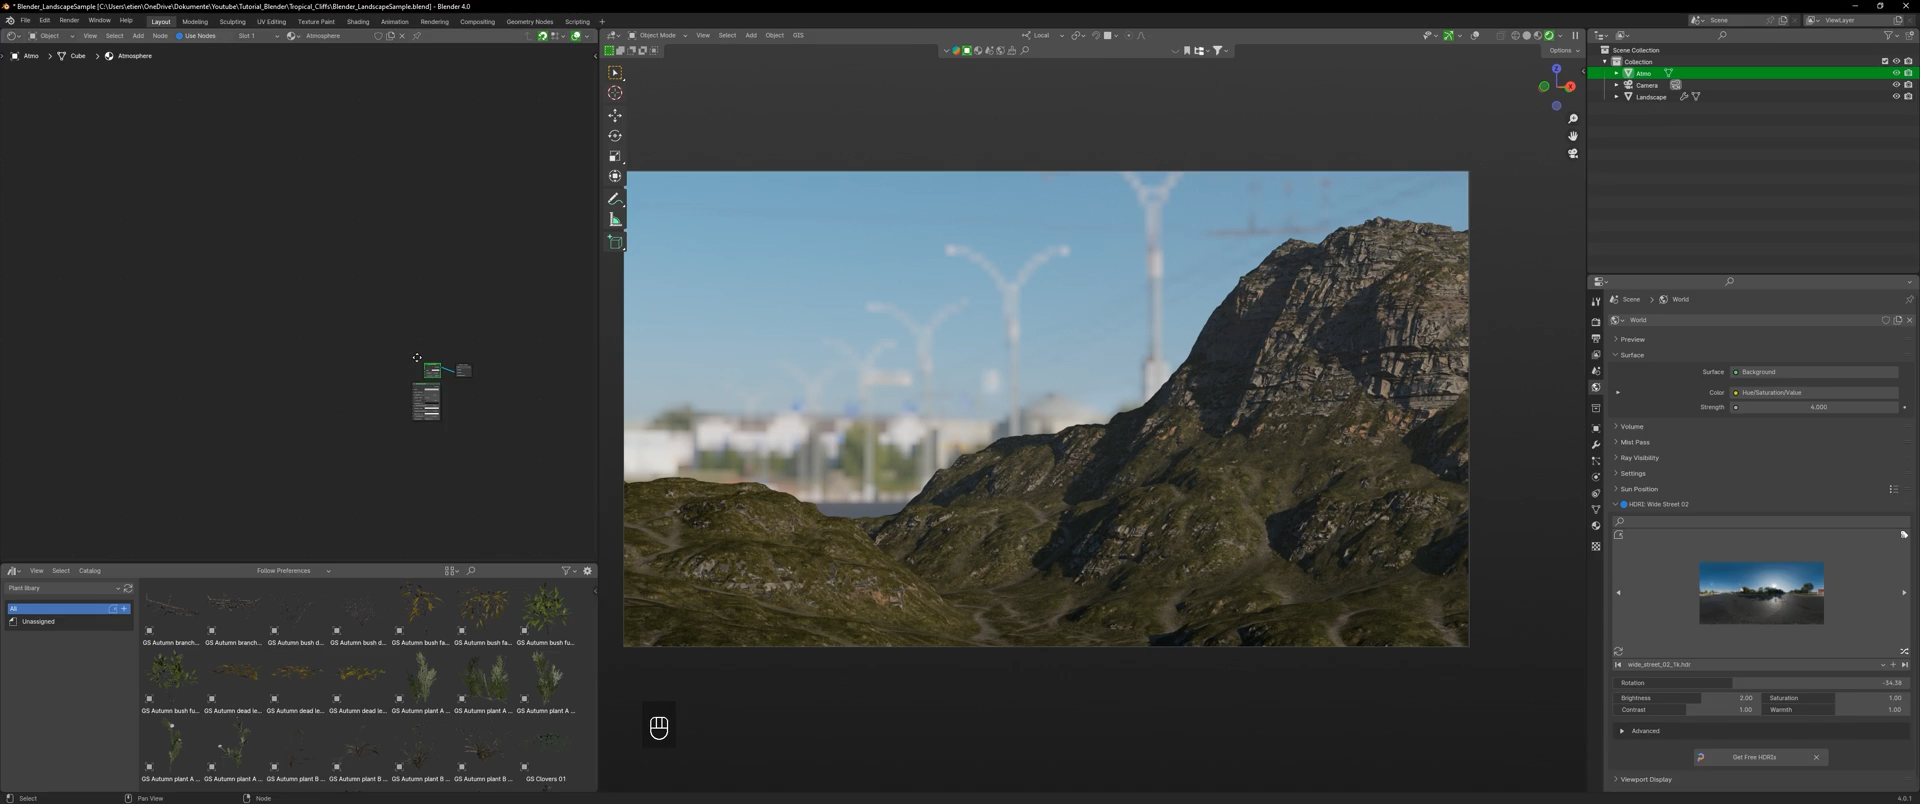 * Blender_LandscapeSample [C:\Users\etien\OneDrive\Dokumente\Youtube\Tutorial_Blender\Tropical_Cliffs\Blender_LandscapeSample.blend] - Blender 4.0
File Edit Render Window Help Layout Modeling Sculpting UV Editing Texture Paint Shading Animation Rendering Compositing Geometry Nodes Scripting Scene ViewLayer
Object View Select Add Node Use Nodes Slot 1 Atmosphere
Object Mode View Select Add Object GIS Local
Options
Atmo > Cube > Atmosphere
Scene Collection
Collection
Atmo
Camera
Landscape
Z
X
Scene > World
World
Preview
Surface
Surface Background
Color Hue/Saturation/Value
Strength 4.000
Volume
Mist Pass
Ray Visibility
Settings
Sun Position
HDRI: Wide Street 02
wide_street_02_1k.hdr
Rotation -34.38
Brightness 2.00 Saturation 1.00
Contrast 1.00 Warmth 1.00
Advanced
Get Free HDRIs
Viewport Display
View Select Catalog Follow Preferences
Plant libary
All
Unassigned
GS Autumn branch... GS Autumn branch... GS Autumn bush d... GS Autumn bush d... GS Autumn bush fa... GS Autumn bush fa... GS Autumn bush fu...
GS Autumn bush fu... GS Autumn dead le... GS Autumn dead le... GS Autumn dead le... GS Autumn plant A ... GS Autumn plant A ... GS Autumn plant A ...
GS Autumn plant A ... GS Autumn plant A ... GS Autumn plant B ... GS Autumn plant B ... GS Autumn plant B ... GS Autumn plant B ... GS Clovers 01
Select Pan View Node 4.0.1